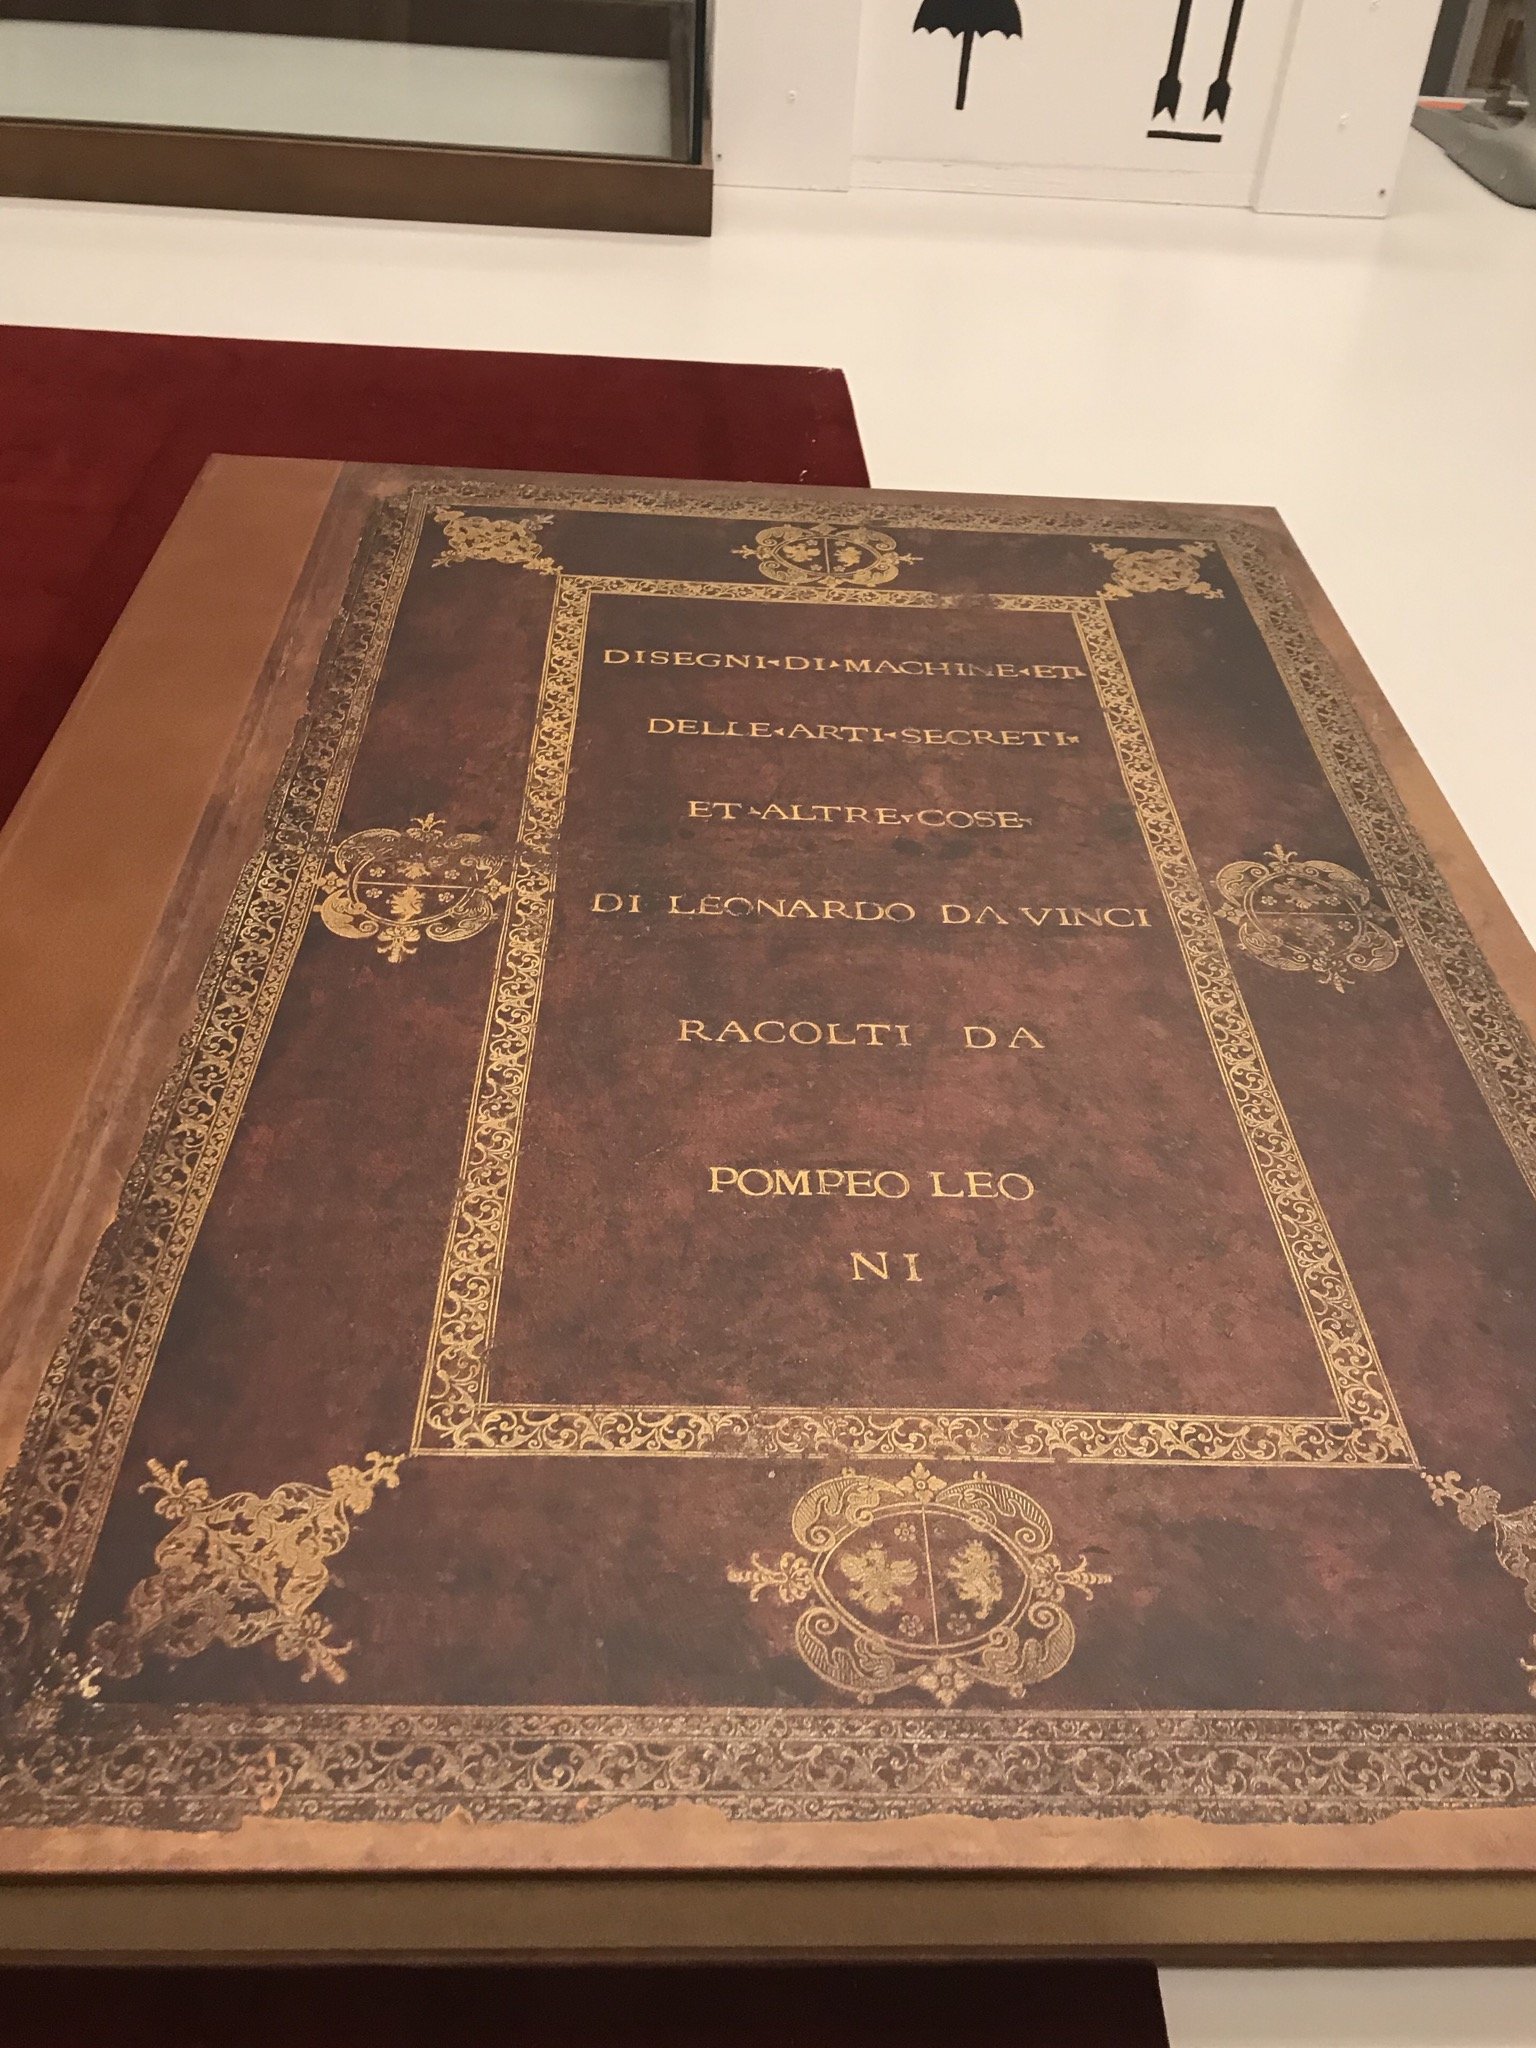 DISEGNI·DI·MACHINE·ET·
DELLE·ARTI·SECRETI·
ET·ALTRE·COSE·
DI LEONARDO DA VINCI
RACOLTI DA
POMPEO LEO
NI